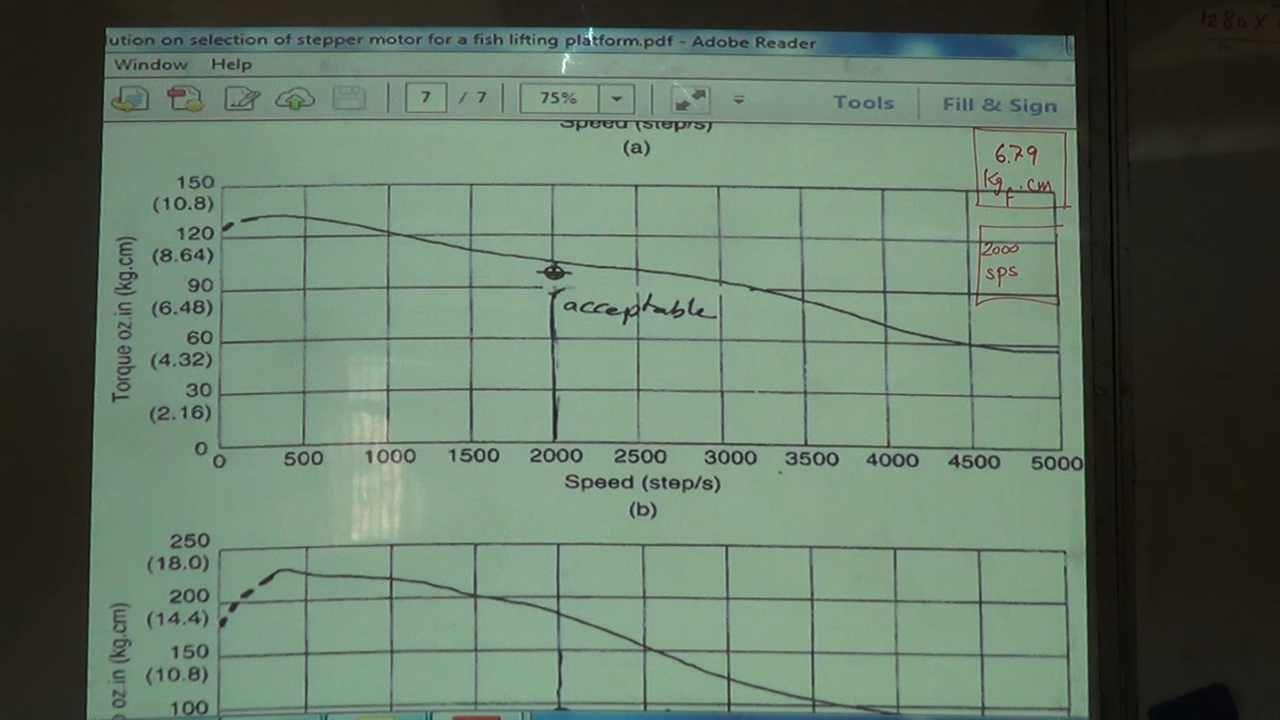 ution on selection of stepper motor for a fish lifting platform.pdf - Adobe Reader
Window Help
7 / 7 75% Tools Fill & Sign
Speed (step/s)
(a)
6.79
Kgf.cm
2000
sps
150
(10.8)
120
(8.64)
90
(6.48)
60
(4.32)
30
(2.16)
0
Torque oz.in (kg.cm)
acceptable
0 500 1000 1500 2000 2500 3000 3500 4000 4500 5000
Speed (step/s)
(b)
250
(18.0)
200
(14.4)
150
(10.8)
100
oz.in (kg.cm)